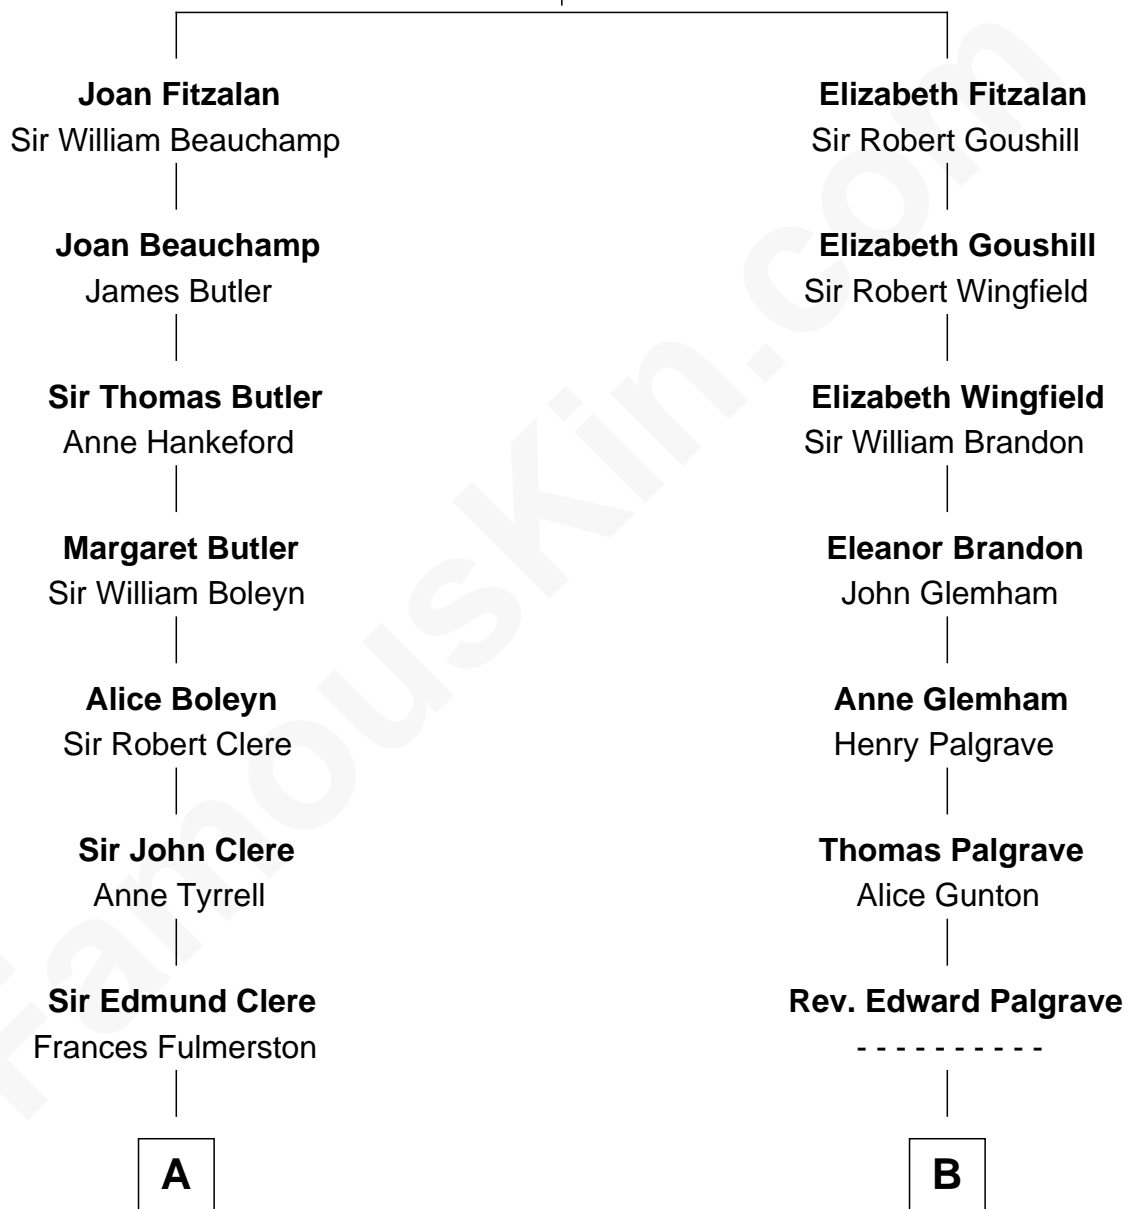 Joan Fitzalan
Sir William Beauchamp
Joan Beauchamp
James Butler
Sir Thomas Butler
Anne Hankeford
Margaret Butler
Sir William Boleyn
Alice Boleyn
Sir Robert Clere
Sir John Clere
Anne Tyrrell
Sir Edmund Clere
Frances Fulmerston
A
Elizabeth Fitzalan
Sir Robert Goushill
Elizabeth Goushill
Sir Robert Wingfield
Elizabeth Wingfield
Sir William Brandon
Eleanor Brandon
John Glemham
Anne Glemham
Henry Palgrave
Thomas Palgrave
Alice Gunton
Rev. Edward Palgrave
- - - - - - - - - -
B
FamousKin.com